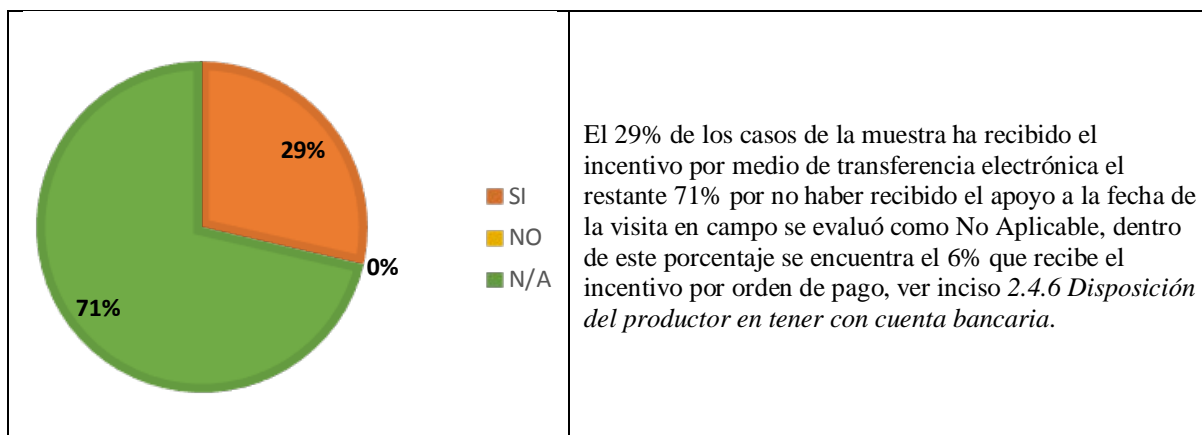 29%
0%
71%
SI
NO
N/A
El 29% de los casos de la muestra ha recibido el
incentivo por medio de transferencia electrónica el
restante 71% por no haber recibido el apoyo a la fecha de
la visita en campo se evaluó como No Aplicable, dentro
de este porcentaje se encuentra el 6% que recibe el
incentivo por orden de pago, ver inciso 2.4.6 Disposición
del productor en tener con cuenta bancaria.